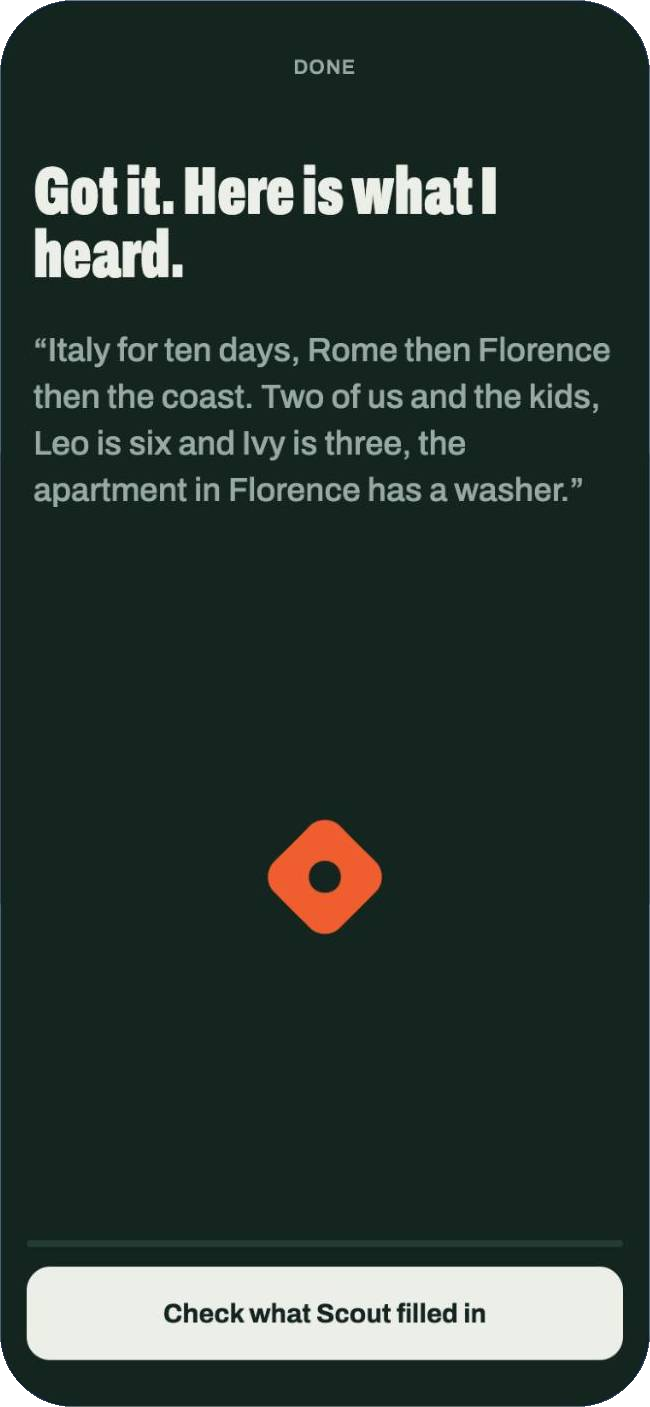 DONE
Got it. Here is what I
heard.
“Italy for ten days, Rome then Florence
then the coast. Two of us and the kids,
Leo is six and Ivy is three, the
apartment in Florence has a washer.”
Check what Scout filled in